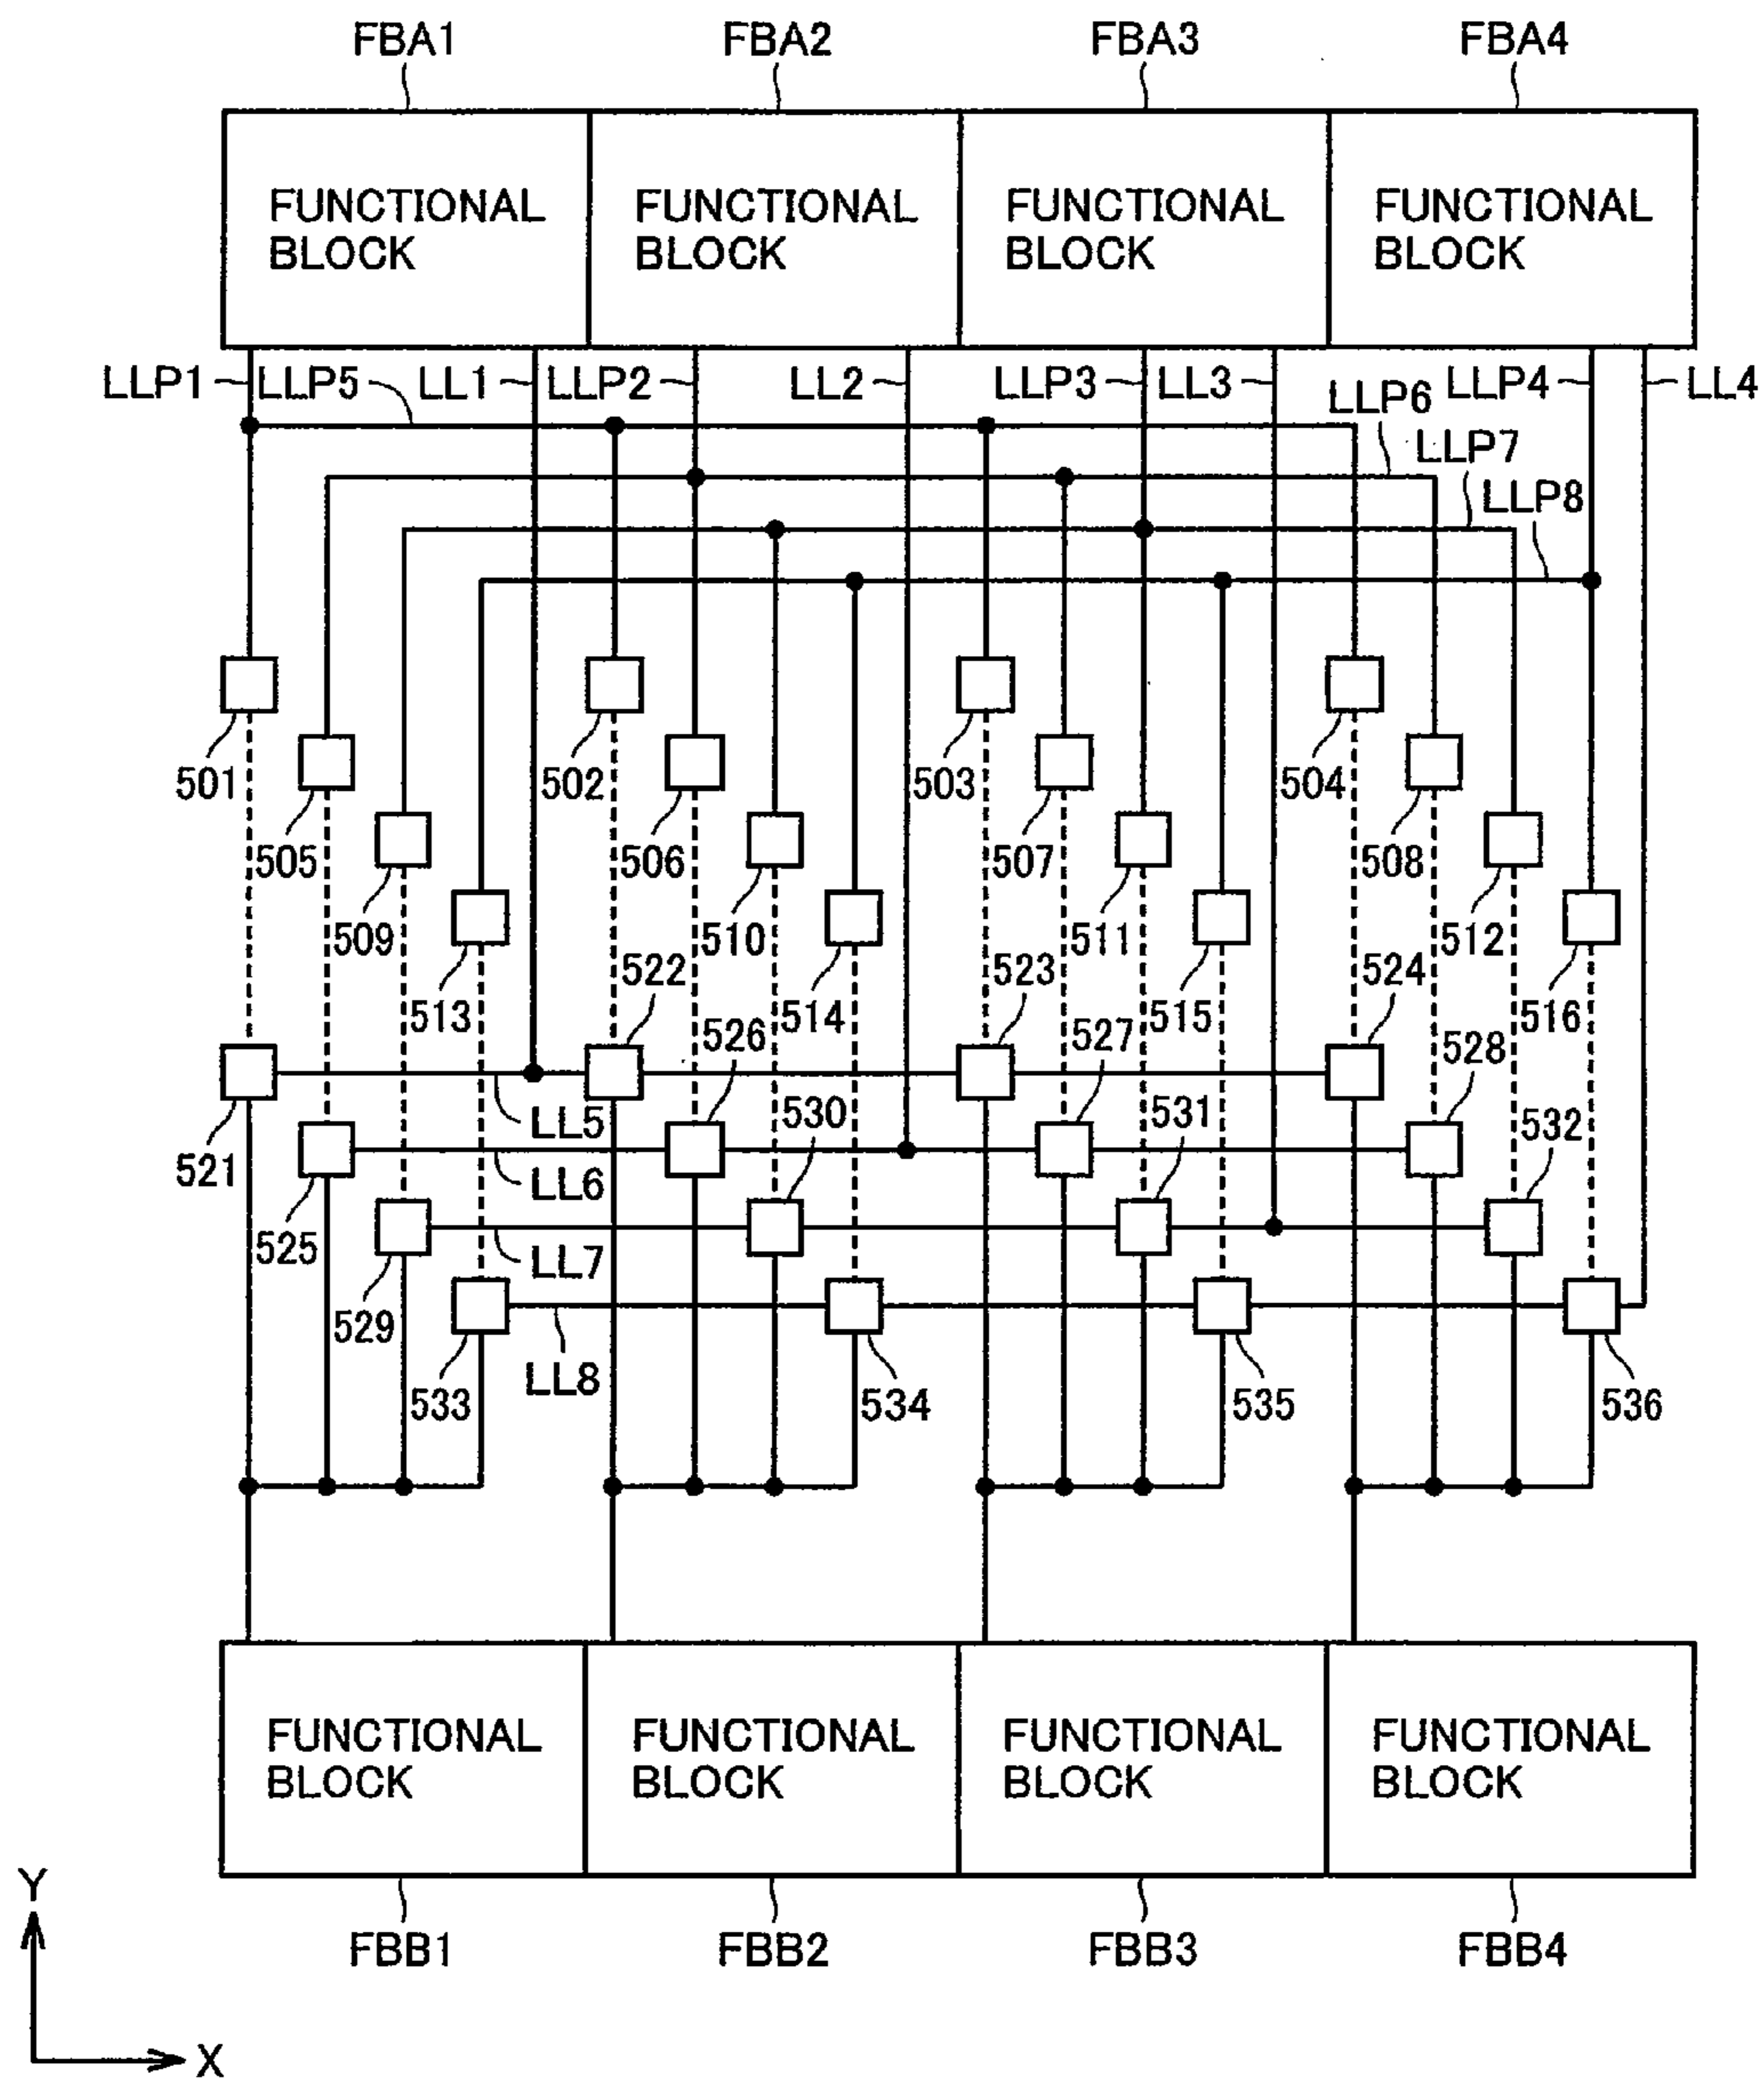 FBA1 FBA2 FBA3 FBA4
FUNCTIONAL BLOCK
FUNCTIONAL BLOCK
FUNCTIONAL BLOCK
FUNCTIONAL BLOCK
LLP1 LLP5 LL1 LLP2 LL2 LLP3 LL3 LLP4 LL4
LLP6
LLP7
LLP8
501 502 503 504
505 506 507 508
509 510 511 512
522 523 524
513 514 515 516
526 527 528
530 531 532
LL5
521
LL6
525
LL7
529
LL8
533 534 535 536
FUNCTIONAL BLOCK
FUNCTIONAL BLOCK
FUNCTIONAL BLOCK
FUNCTIONAL BLOCK
Y
FBB1 FBB2 FBB3 FBB4
X